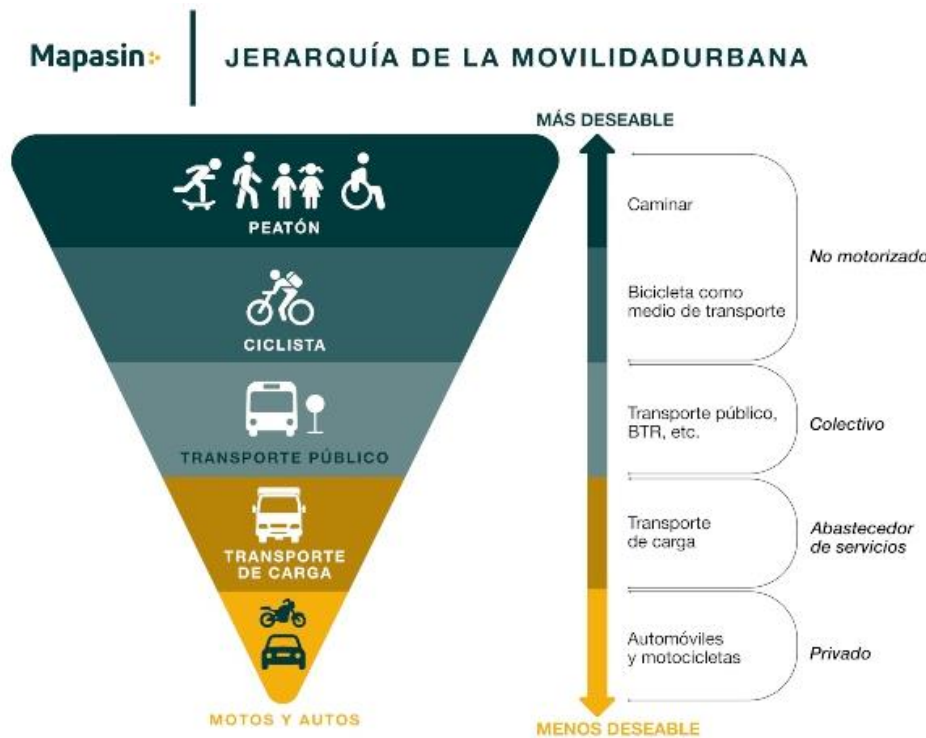 Mapasin
JERARQUÍA DE LA MOVILIDADURBANA
PEATÓN
CICLISTA
TRANSPORTE PÚBLICO
TRANSPORTE
DE CARGA
MOTOS Y AUTOS
MÁS DESEABLE
Caminar
Bicicleta como
medio de transporte
No motorizado
Transporte público,
BTR, etc.
Colectivo
Transporte
de carga
Abastecedor
de servicios
Automóviles
y motocicletas
Privado
MENOS DESEABLE